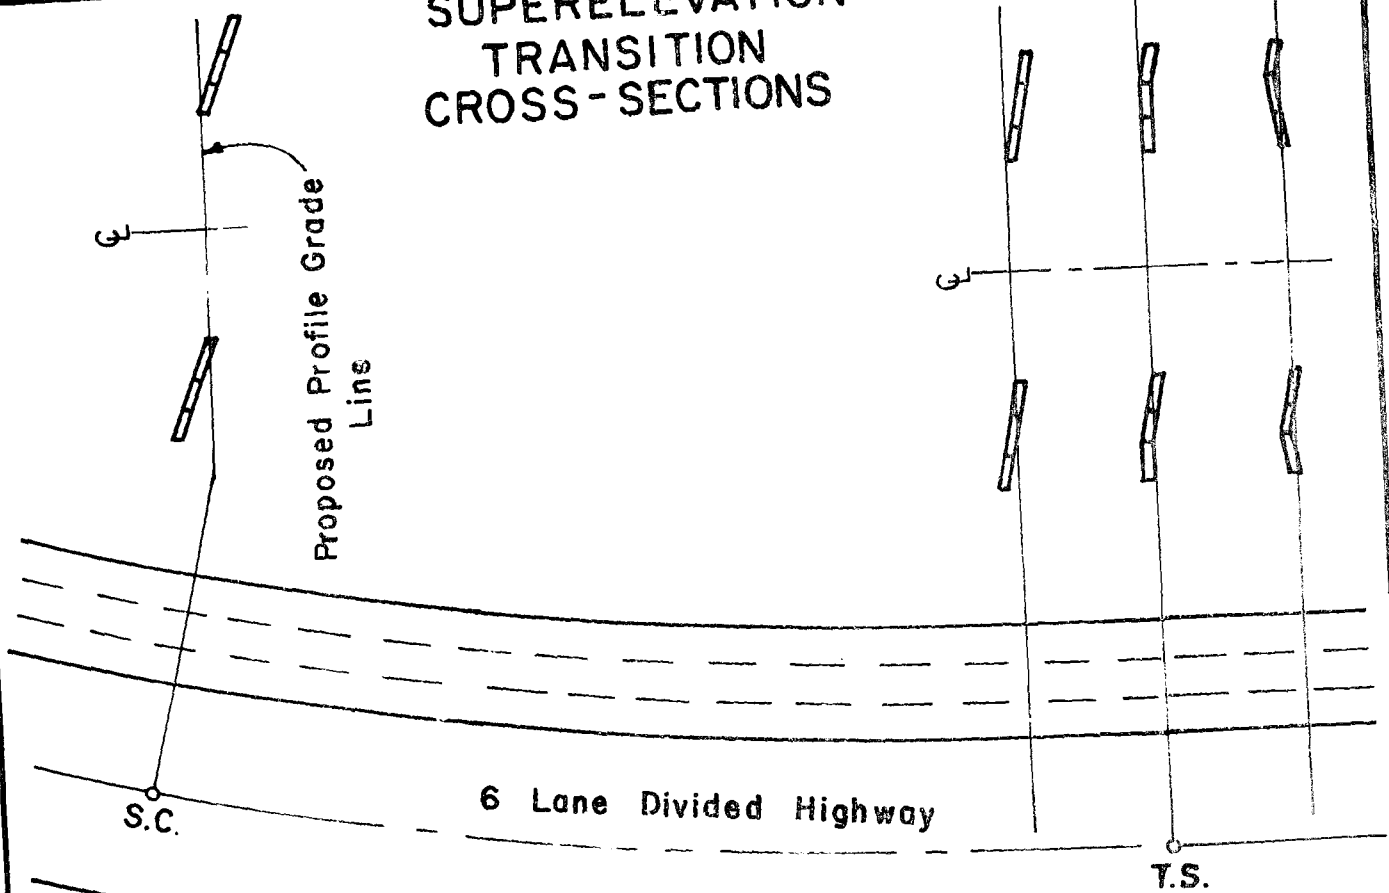 SUPERELEVATION
TRANSITION
CROSS-SECTIONS
℄
Proposed Profile Grade
Line
℄
6 Lane Divided Highway
S.C.
T.S.